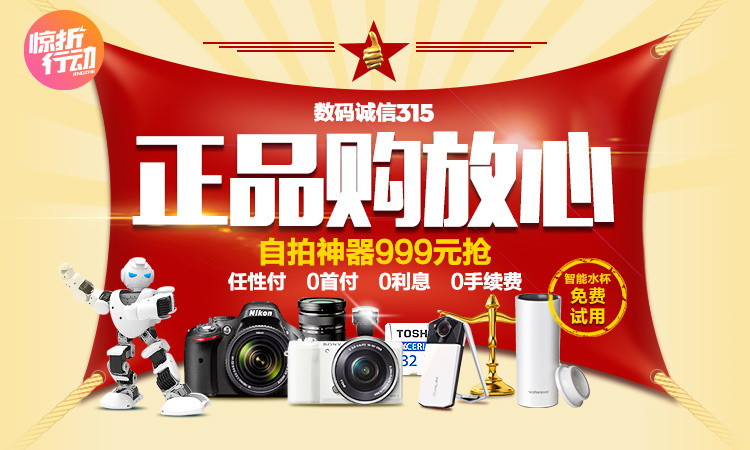 惊折
行动
数码诚信315
正品购放心
自拍神器999元抢
任性付 0首付 0利息 0手续费
智能水杯
免费
试用
Nikon
SONY
TOSH
XCERI
32